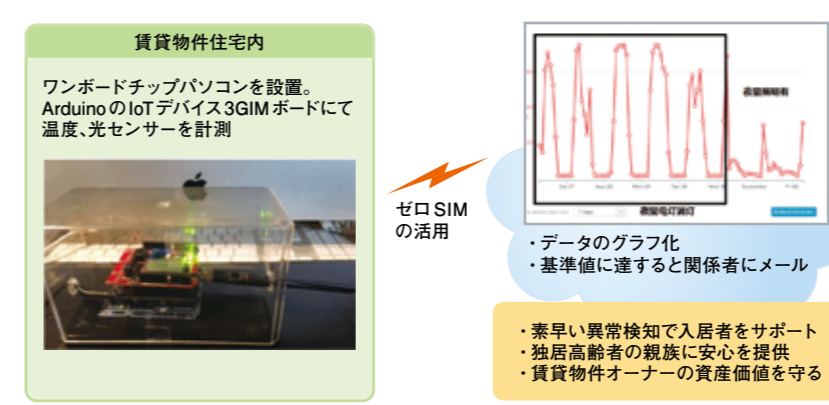 賃貸物件住宅内
ワンボードチップパソコンを設置。
ArduinoのIoTデバイス3GIMボードにて
温度、光センサーを計測
ゼロSIM
の活用
・データのグラフ化
・基準値に達すると関係者にメール
・素早い異常検知で入居者をサポート
・独居高齢者の親族に安心を提供
・賃貸物件オーナーの資産価値を守る